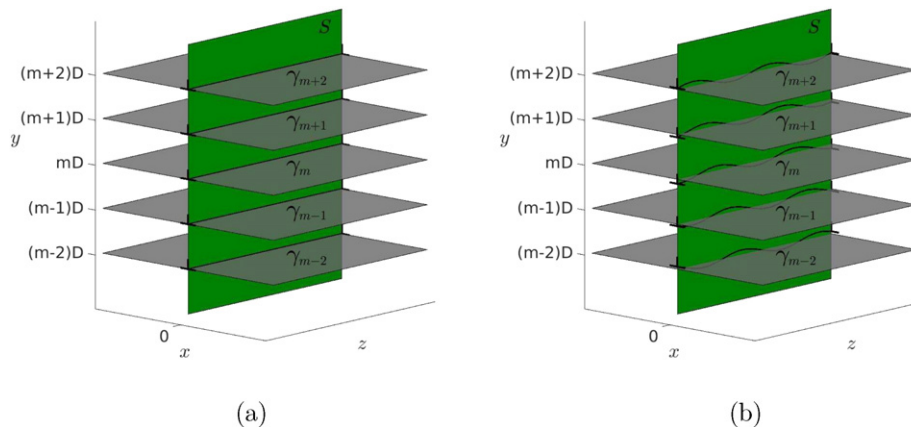 S
(m+2)D
γ_{m+2}
(m+1)D
γ_{m+1}
y
mD
γ_m
(m-1)D
γ_{m−1}
(m-2)D
γ_{m−2}
0
x
z
(a)
S
(m+2)D
γ_{m+2}
(m+1)D
γ_{m+1}
y
mD
γ_m
(m-1)D
γ_{m−1}
(m-2)D
γ_{m−2}
0
x
z
(b)